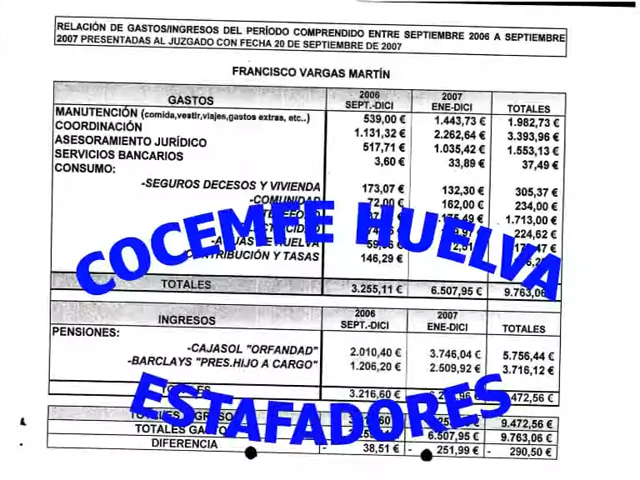 RELACIÓN DE GASTOS/INGRESOS DEL PERÍODO COMPRENDIDO ENTRE SEPTIEMBRE 2006 A SEPTIEMBRE
2007 PRESENTADAS AL JUZGADO CON FECHA 20 DE SEPTIEMBRE DE 2007
FRANCISCO VARGAS MARTÍN
GASTOS 2006 SEPT.-DICI 2007 ENE-DICI TOTALES
MANUTENCIÓN (comida,vestir,viajes,gastos extras, etc..) 539,00 € 1.443,73 € 1.982,73 €
COORDINACIÓN 1.131,32 € 2.262,64 € 3.393,96 €
ASESORAMIENTO JURÍDICO 517,71 € 1.035,42 € 1.553,13 €
SERVICIOS BANCARIOS 3,60 € 33,89 € 37,49 €
CONSUMO:
-SEGUROS DECESOS Y VIVIENDA 173,07 € 132,30 € 305,37 €
-COMUNIDAD 72,00 € 162,00 € 234,00 €
1.713,00 €
224,62 €
CONTRIBUCIÓN Y TASAS 146,29 €
COCEMFE HUELVA
TOTALES 3.255,11 € 6.507,95 € 9.763,06
INGRESOS 2006 SEPT.-DICI 2007 ENE-DICI TOTALES
PENSIONES:
-CAJASOL "ORFANDAD" 2.010,40 € 3.746,04 € 5.756,44 €
-BARCLAYS "PRES.HIJO A CARGO" 1.206,20 € 2.509,92 € 3.716,12 €
TOTALES 3.216,60 €
ESTAFADORES
TOTALES INGRESOS 9.472,56 €
TOTALES GASTOS 6.507,95 € 9.763,06 €
DIFERENCIA - 38,51 € - 251,99 € - 290,50 €